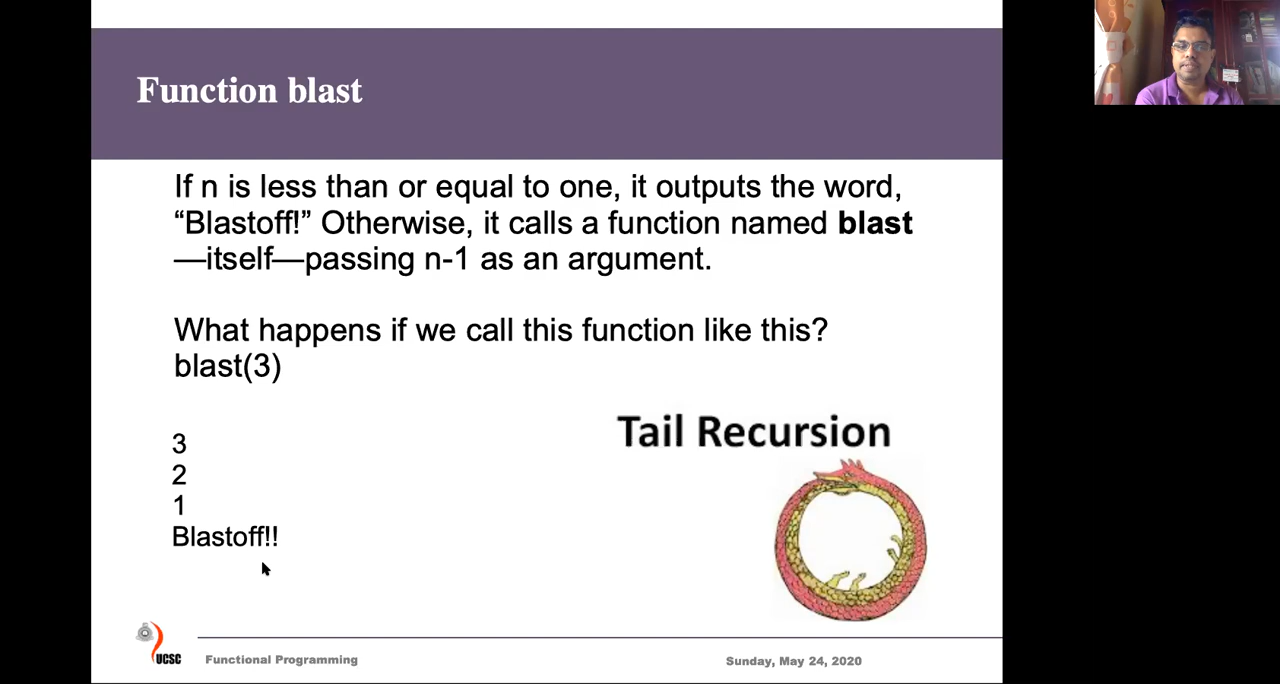 Function blast
If n is less than or equal to one, it outputs the word,
“Blastoff!” Otherwise, it calls a function named blast
—itself—passing n-1 as an argument.
What happens if we call this function like this?
blast(3)
3
2
1
Blastoff!!
Tail Recursion
UCSC
Functional Programming
Sunday, May 24, 2020